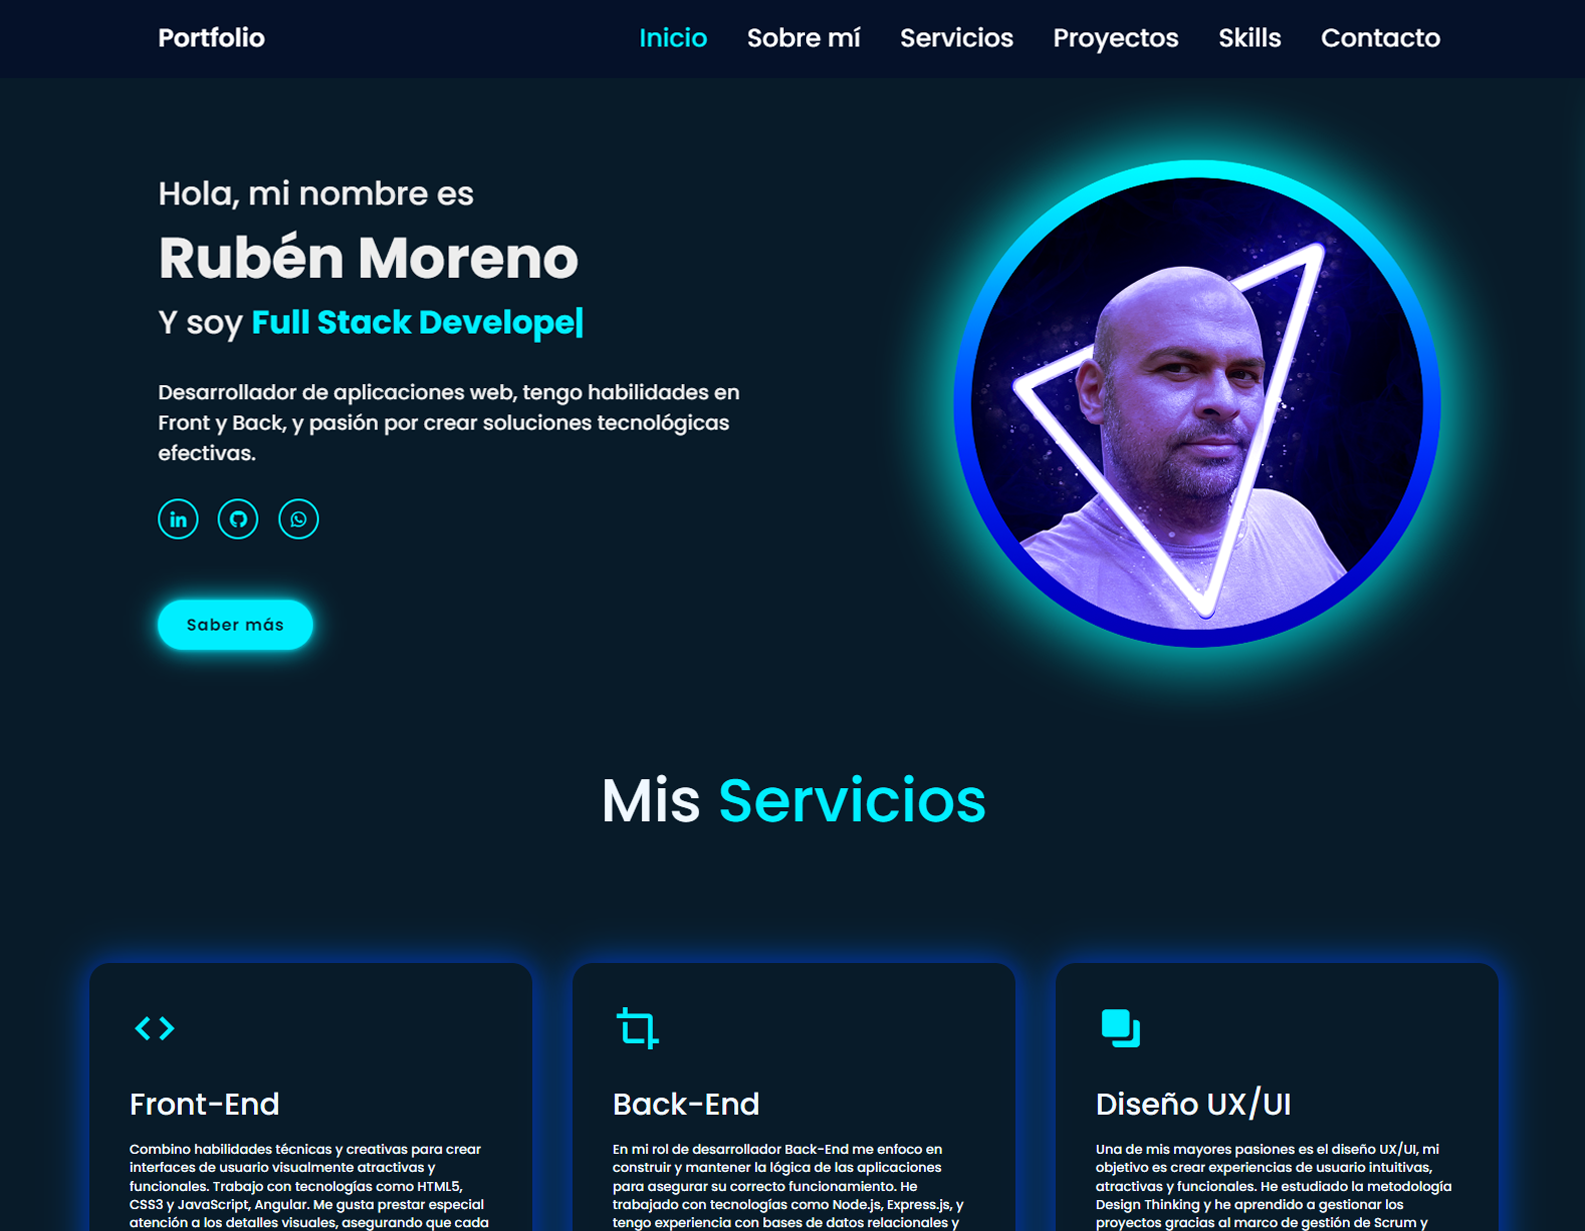 Portfolio
Inicio Sobre mí Servicios Proyectos Skills Contacto
Hola, mi nombre es
Rubén Moreno
Y soy Full Stack Develope|
Desarrollador de aplicaciones web, tengo habilidades en
Front y Back, y pasión por crear soluciones tecnológicas
efectivas.
in
Saber más
Mis Servicios
Front-End
Combino habilidades técnicas y creativas para crear
interfaces de usuario visualmente atractivas y
funcionales. Trabajo con tecnologías como HTML5,
CSS3 y JavaScript, Angular. Me gusta prestar especial
atención a los detalles visuales, asegurando que cada
Back-End
En mi rol de desarrollador Back-End me enfoco en
construir y mantener la lógica de las aplicaciones
para asegurar su correcto funcionamiento. He
trabajado con tecnologías como Node.js, Express.js, y
tengo experiencia con bases de datos relacionales y
Diseño UX/UI
Una de mis mayores pasiones es el diseño UX/UI, mi
objetivo es crear experiencias de usuario intuitivas,
atractivas y funcionales. He estudiado la metodología
Design Thinking y he aprendido a gestionar los
proyectos gracias al marco de gestión de Scrum y